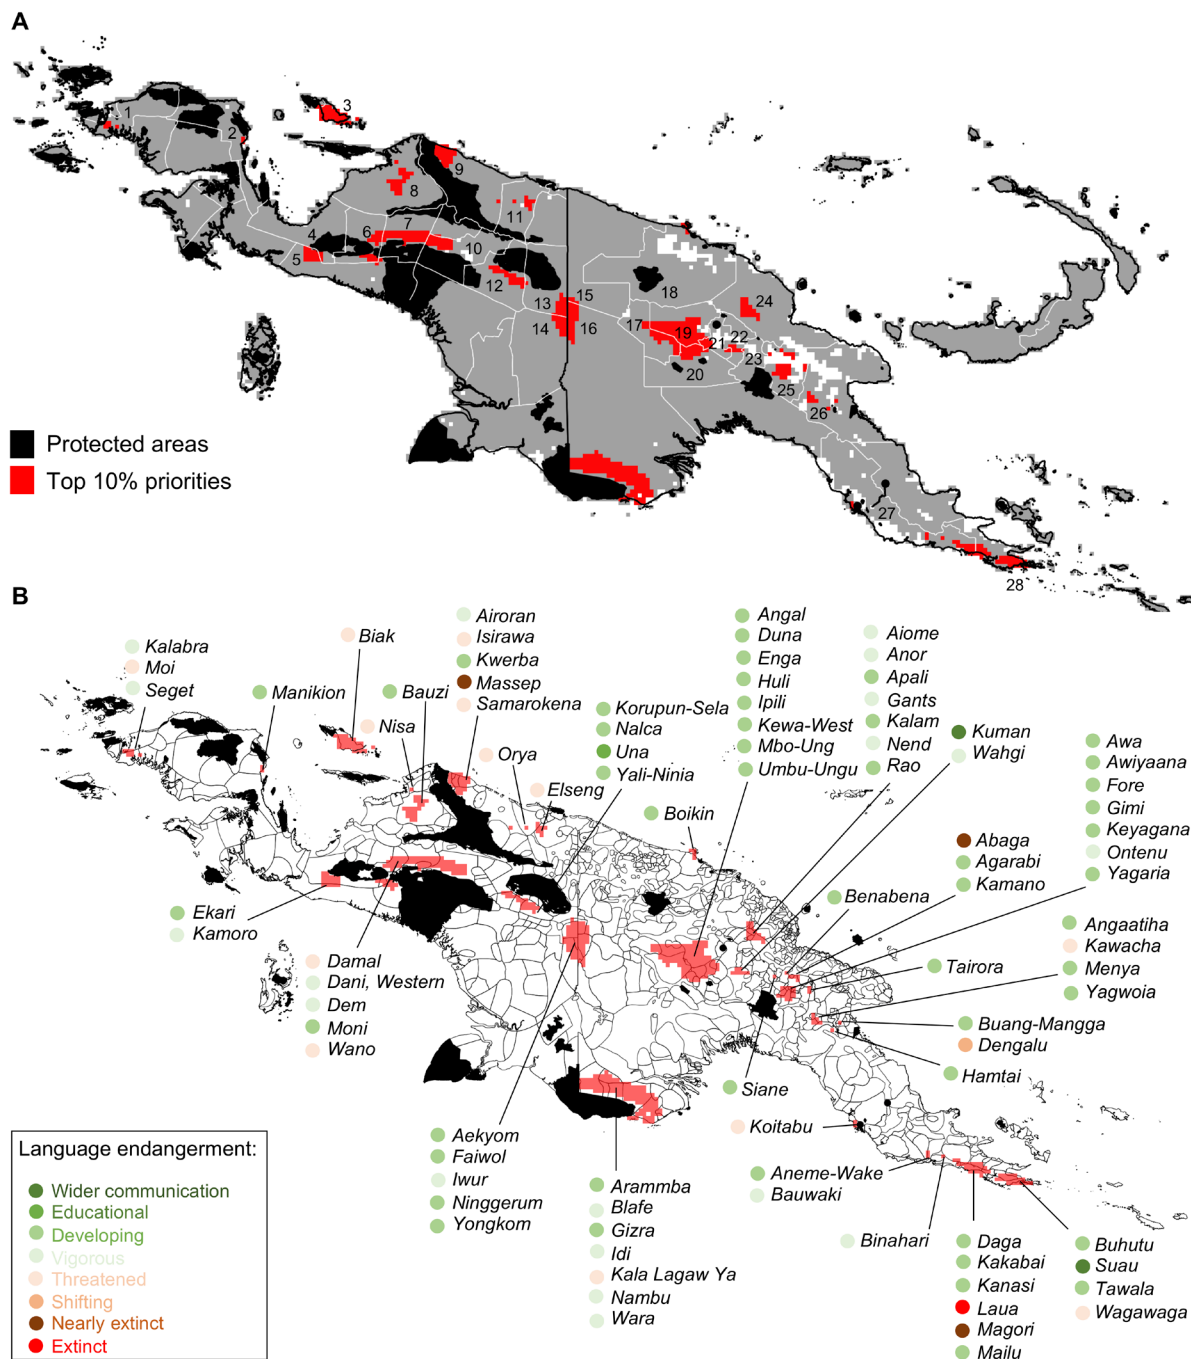 A
1
2
3
4
5
6
7
8
9
10
11
12
13
14
15
16
17
18
19
20
21
22
23
24
25
26
27
28
Protected areas
Top 10% priorities
B
Kalabra
Moi
Seget
Manikion
Biak
Bauzi
Nisa
Airoran
Isirawa
Kwerba
Massep
Samarokena
Orya
Elseng
Korupun-Sela
Nalca
Una
Yali-Ninia
Boikin
Angal
Duna
Enga
Huli
Ipili
Kewa-West
Mbo-Ung
Umbu-Ungu
Aiome
Anor
Apali
Gants
Kalam
Nend
Rao
Kuman
Wahgi
Abaga
Agarabi
Kamano
Benabena
Awa
Awiyaana
Fore
Gimi
Keyagana
Ontenu
Yagaria
Tairora
Angaatiha
Kawacha
Menya
Yagwoia
Buang-Mangga
Dengalu
Hamtai
Siane
Koitabu
Ekari
Kamoro
Damal
Dani, Western
Dem
Moni
Wano
Aekyom
Faiwol
Iwur
Ninggerum
Yongkom
Arammba
Blafe
Gizra
Idi
Kala Lagaw Ya
Nambu
Wara
Aneme-Wake
Bauwaki
Binahari
Daga
Kakabai
Kanasi
Laua
Magori
Mailu
Buhutu
Suau
Tawala
Wagawaga
Language endangerment:
Wider communication
Educational
Developing
Vigorous
Threatened
Shifting
Nearly extinct
Extinct